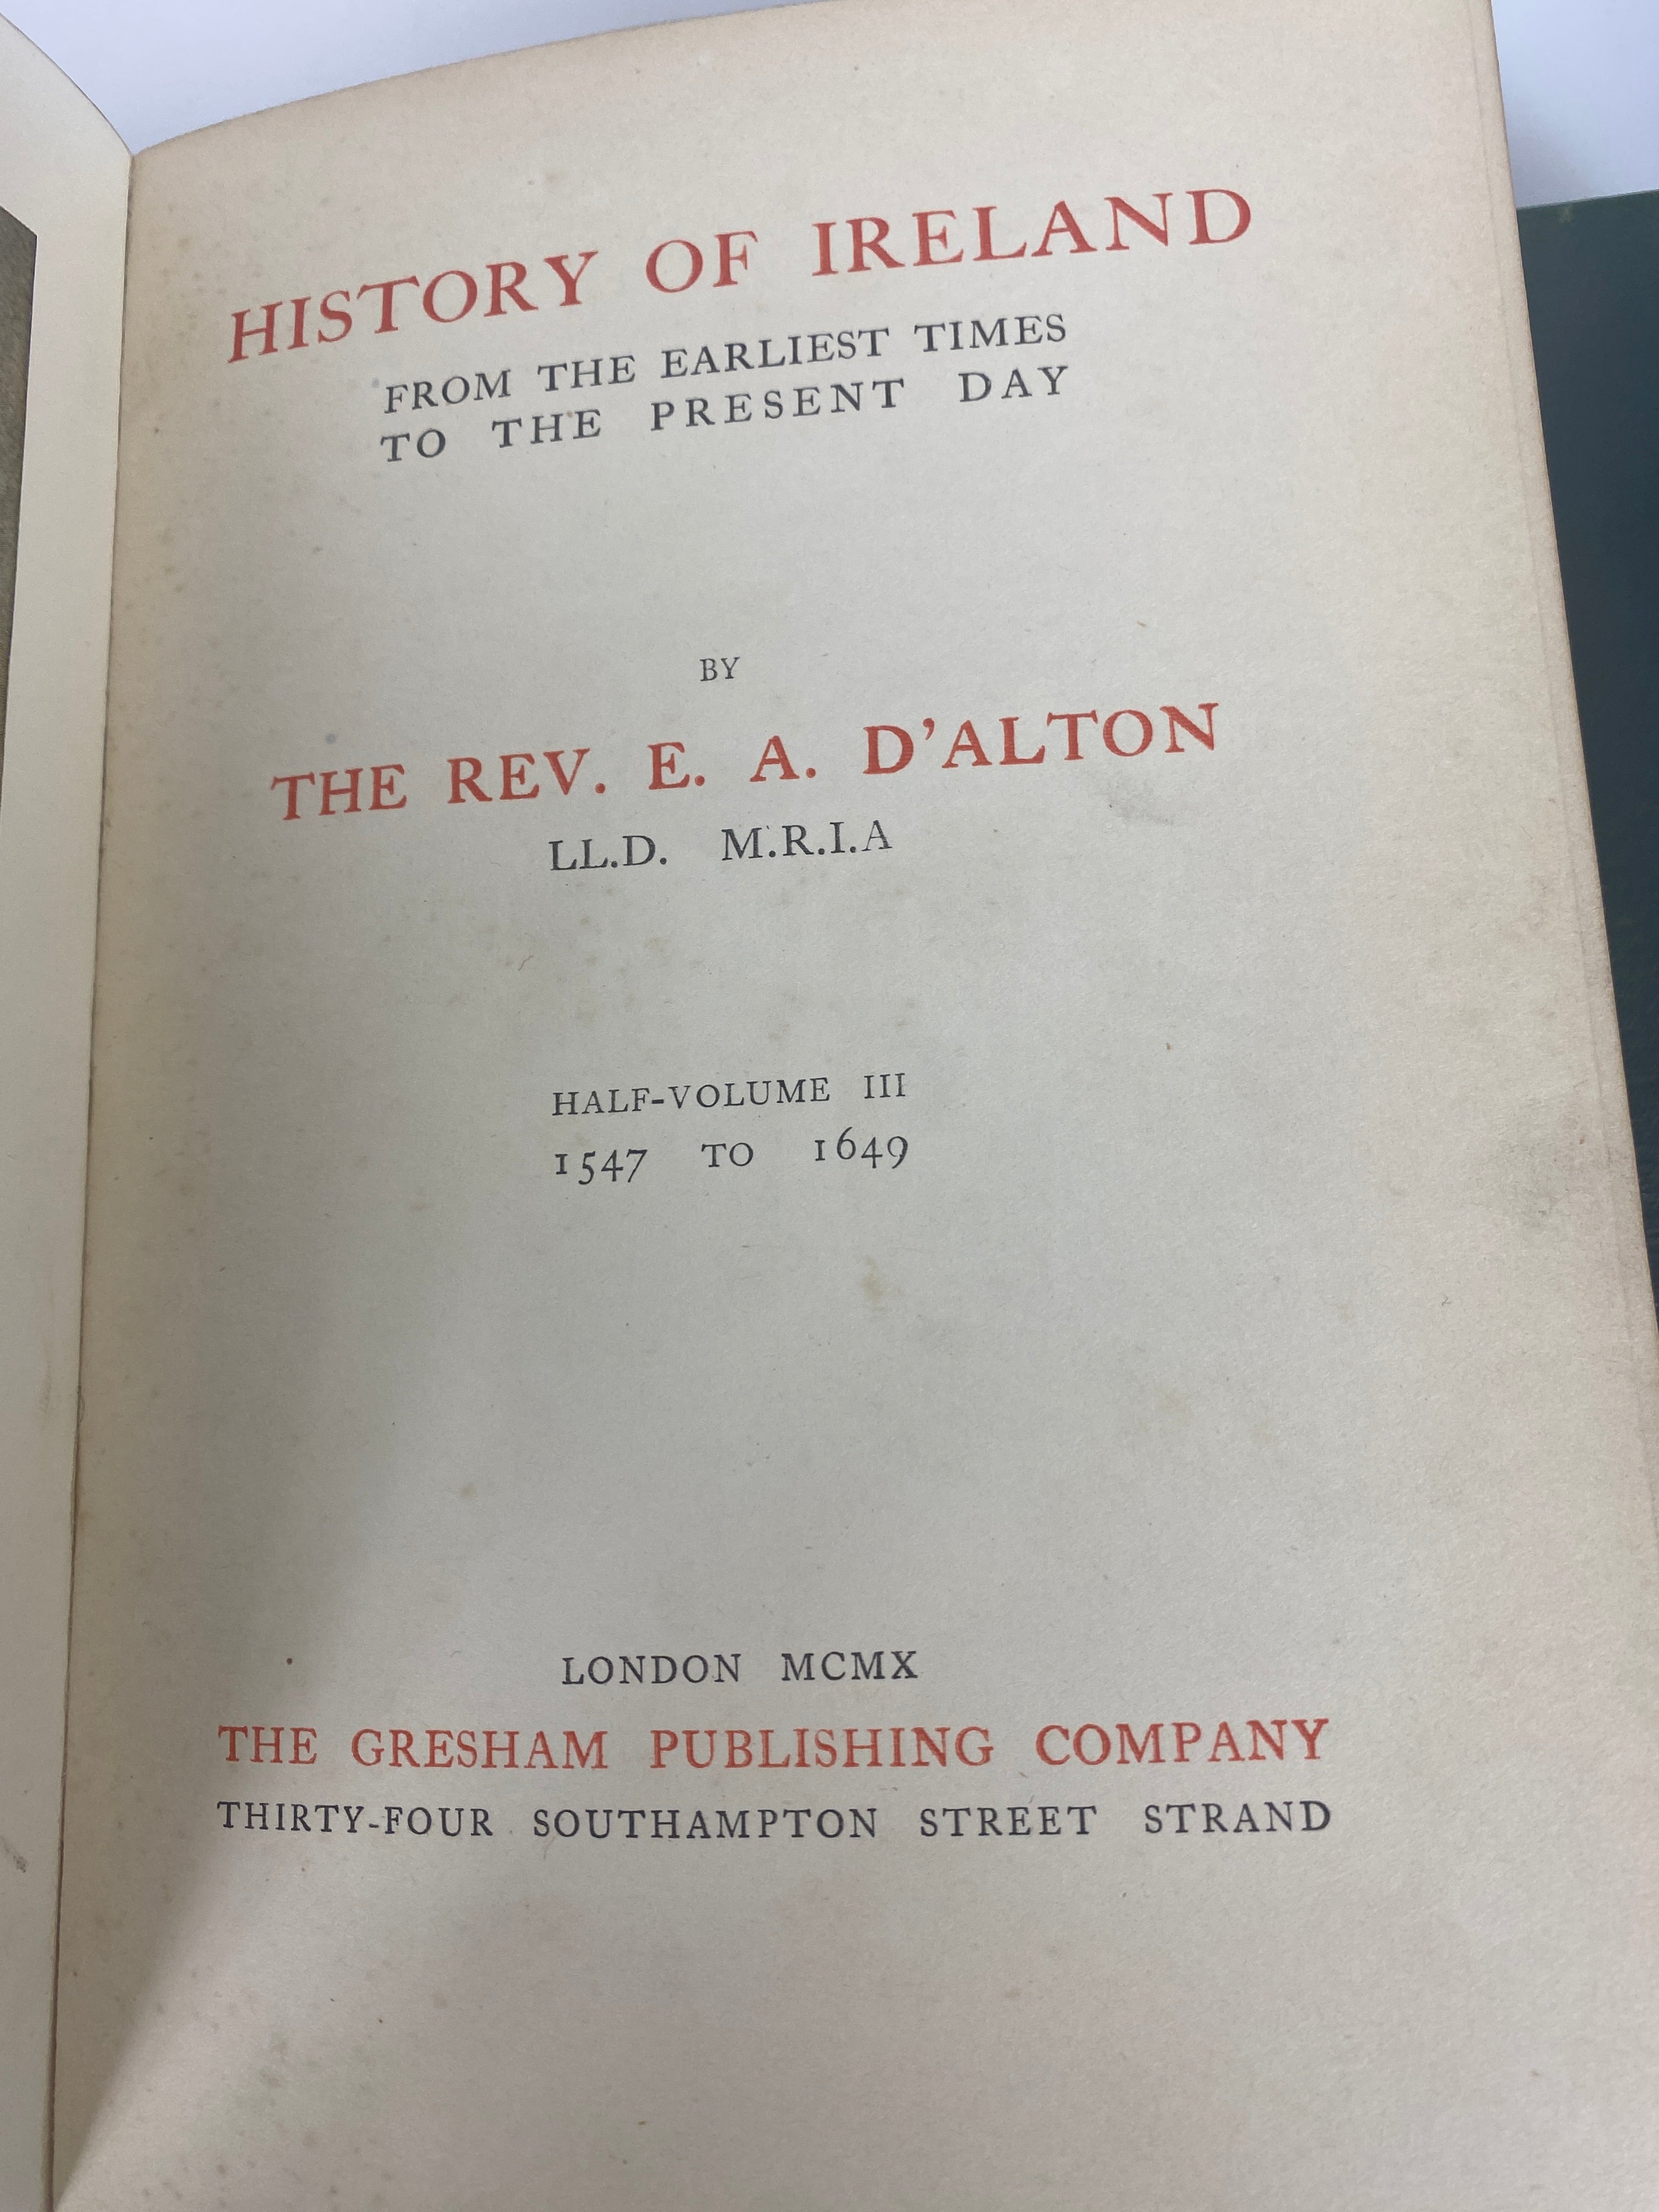 HISTORY OF IRELAND
FROM THE EARLIEST TIMES
TO THE PRESENT DAY
BY
THE REV. E. A. D'ALTON
LL.D. M.R.I.A
HALF-VOLUME III
1547 TO 1649
LONDON MCMX
THE GRESHAM PUBLISHING COMPANY
THIRTY-FOUR SOUTHAMPTON STREET STRAND